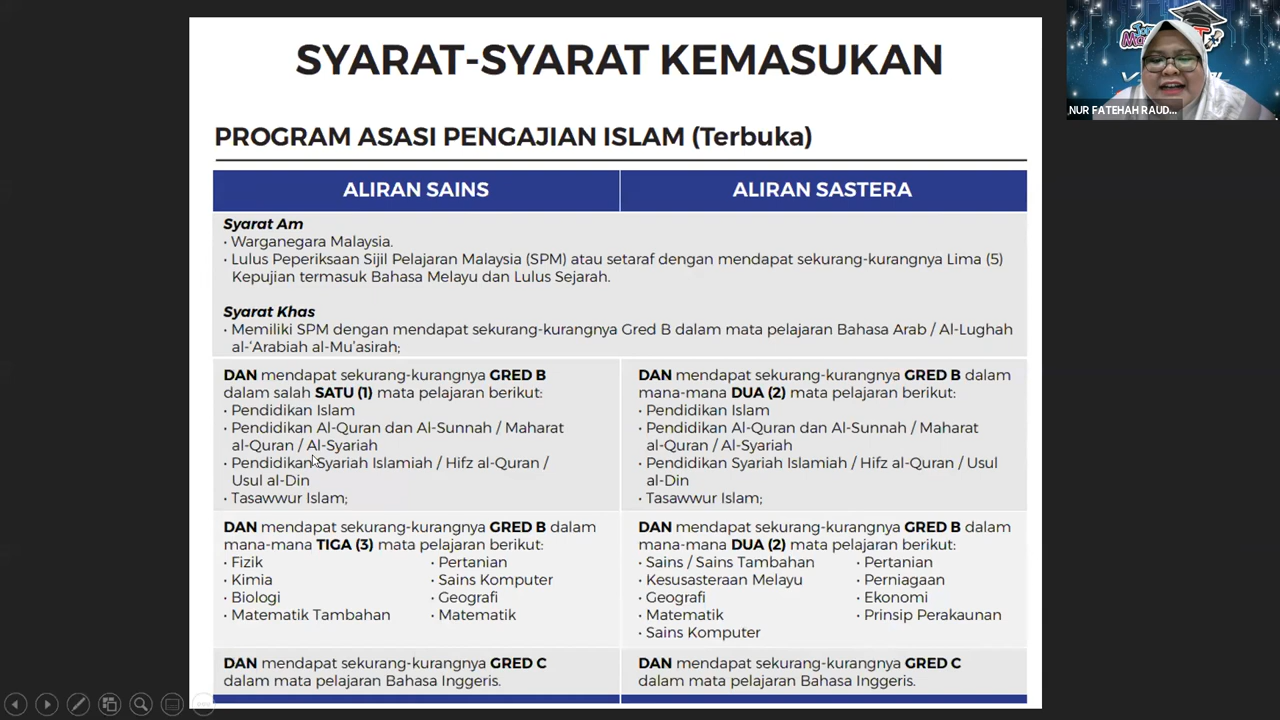 SYARAT-SYARAT KEMASUKAN
NUR FATEHAH RAUD...
PROGRAM ASASI PENGAJIAN ISLAM (Terbuka)
ALIRAN SAINS
ALIRAN SASTERA
Syarat Am
• Warganegara Malaysia.
• Lulus Peperiksaan Sijil Pelajaran Malaysia (SPM) atau setaraf dengan mendapat sekurang-kurangnya Lima (5)
Kepujian termasuk Bahasa Melayu dan Lulus Sejarah.
Syarat Khas
• Memiliki SPM dengan mendapat sekurang-kurangnya Gred B dalam mata pelajaran Bahasa Arab / Al-Lughah
al-‘Arabiah al-Mu’asirah;
DAN mendapat sekurang-kurangnya GRED B
dalam salah SATU (1) mata pelajaran berikut:
• Pendidikan Islam
• Pendidikan Al-Quran dan Al-Sunnah / Maharat
al-Quran / Al-Syariah
• Pendidikan Syariah Islamiah / Hifz al-Quran /
Usul al-Din
• Tasawwur Islam;
DAN mendapat sekurang-kurangnya GRED B dalam
mana-mana DUA (2) mata pelajaran berikut:
• Pendidikan Islam
• Pendidikan Al-Quran dan Al-Sunnah / Maharat
al-Quran / Al-Syariah
• Pendidikan Syariah Islamiah / Hifz al-Quran / Usul
al-Din
• Tasawwur Islam;
DAN mendapat sekurang-kurangnya GRED B dalam
mana-mana TIGA (3) mata pelajaran berikut:
• Fizik
• Kimia
• Biologi
• Matematik Tambahan
• Pertanian
• Sains Komputer
• Geografi
• Matematik
DAN mendapat sekurang-kurangnya GRED B dalam
mana-mana DUA (2) mata pelajaran berikut:
• Sains / Sains Tambahan
• Kesusasteraan Melayu
• Geografi
• Matematik
• Sains Komputer
• Pertanian
• Perniagaan
• Ekonomi
• Prinsip Perakaunan
DAN mendapat sekurang-kurangnya GRED C
dalam mata pelajaran Bahasa Inggeris.
DAN mendapat sekurang-kurangnya GRED C
dalam mata pelajaran Bahasa Inggeris.